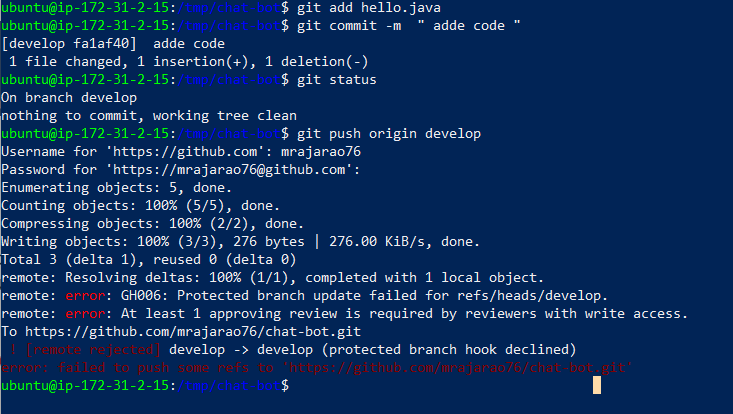 ubuntu@ip-172-31-2-15:/tmp/chat-bot$ git add hello.java
ubuntu@ip-172-31-2-15:/tmp/chat-bot$ git commit -m  " adde code "
[develop fa1af40]  adde code
 1 file changed, 1 insertion(+), 1 deletion(-)
ubuntu@ip-172-31-2-15:/tmp/chat-bot$ git status
On branch develop
nothing to commit, working tree clean
ubuntu@ip-172-31-2-15:/tmp/chat-bot$ git push origin develop
Username for 'https://github.com': mrajarao76
Password for 'https://mrajarao76@github.com':
Enumerating objects: 5, done.
Counting objects: 100% (5/5), done.
Compressing objects: 100% (2/2), done.
Writing objects: 100% (3/3), 276 bytes | 276.00 KiB/s, done.
Total 3 (delta 1), reused 0 (delta 0)
remote: Resolving deltas: 100% (1/1), completed with 1 local object.
remote: error: GH006: Protected branch update failed for refs/heads/develop.
remote: error: At least 1 approving review is required by reviewers with write access.
To https://github.com/mrajarao76/chat-bot.git
 ! [remote rejected] develop -> develop (protected branch hook declined)
error: failed to push some refs to 'https://github.com/mrajarao76/chat-bot.git'
ubuntu@ip-172-31-2-15:/tmp/chat-bot$